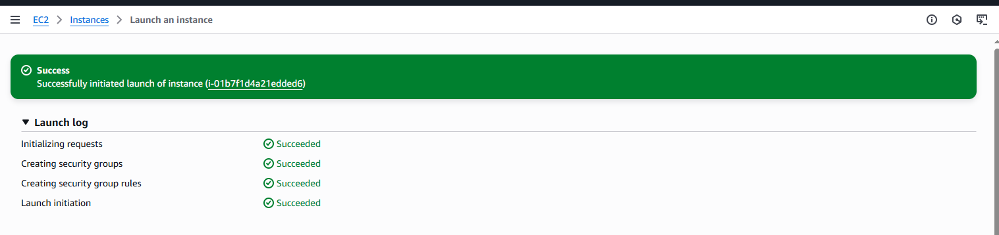 EC2 > Instances > Launch an instance
Success
Successfully initiated launch of instance (i-01b7f1d4a21edded6)
Launch log
Initializing requests Succeeded
Creating security groups Succeeded
Creating security group rules Succeeded
Launch initiation Succeeded